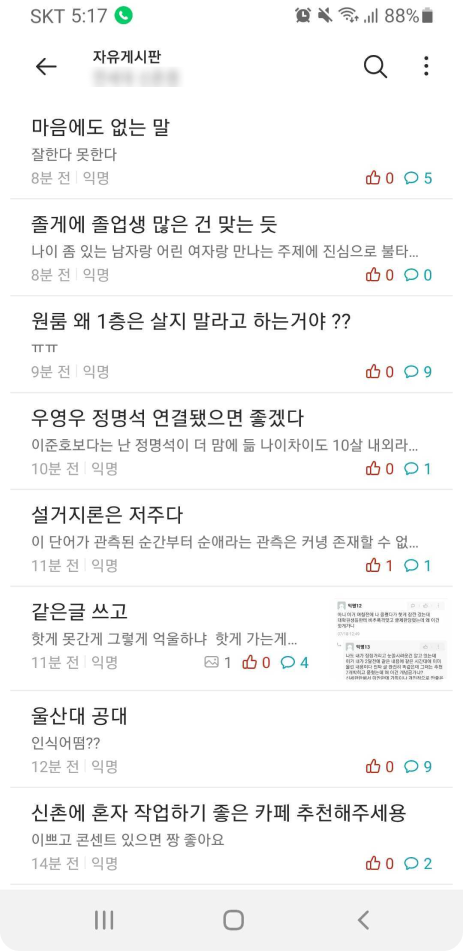 SKT 5:17 88%
자유게시판
마음에도 없는 말
잘한다 못한다
8분 전 익명 0 5
졸게에 졸업생 많은 건 맞는 듯
나이 좀 있는 남자랑 어린 여자랑 만나는 주제에 진심으로 불타...
8분 전 익명 0 0
원룸 왜 1층은 살지 말라고 하는거야 ??
ㅠㅠ
9분 전 익명 0 9
우영우 정명석 연결됐으면 좋겠다
이준호보다는 난 정명석이 더 맘에 듦 나이차이도 10살 내외라...
10분 전 익명 0 1
설거지론은 저주다
이 단어가 관측된 순간부터 순애라는 관측은 커녕 존재할 수 없...
11분 전 익명 1 1
같은글 쓰고
핫게 못간게 그렇게 억울하냐 핫게 가는게...
11분 전 익명 1 0 4
익명12
익명13
울산대 공대
인식어떰??
12분 전 익명 0 9
신촌에 혼자 작업하기 좋은 카페 추천해주세용
이쁘고 콘센트 있으면 짱 좋아요
14분 전 익명 0 2